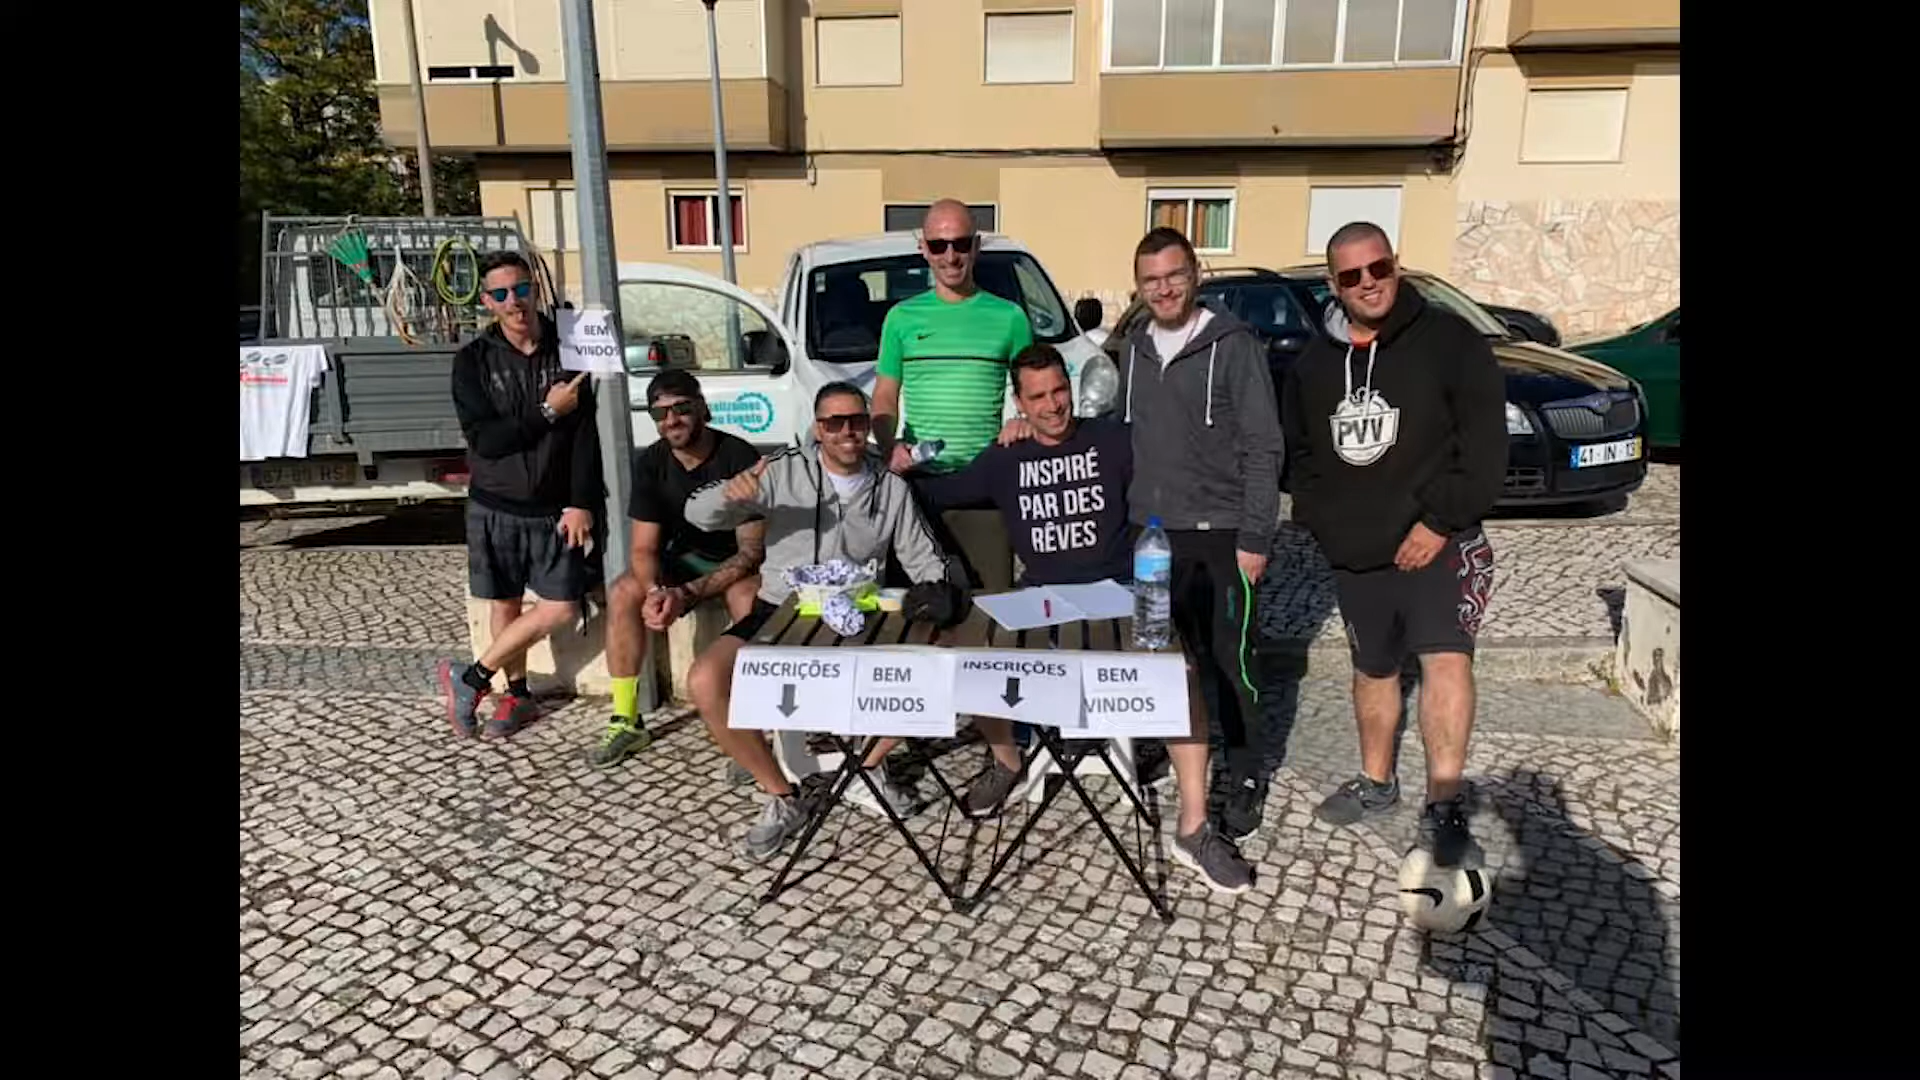 BEM
VINDOS
PVV
INSPIRÉ
PAR DES
RÊVES
41·IN·13
INSCRIÇÕES
BEM
VINDOS
INSCRIÇÕES
BEM
VINDOS